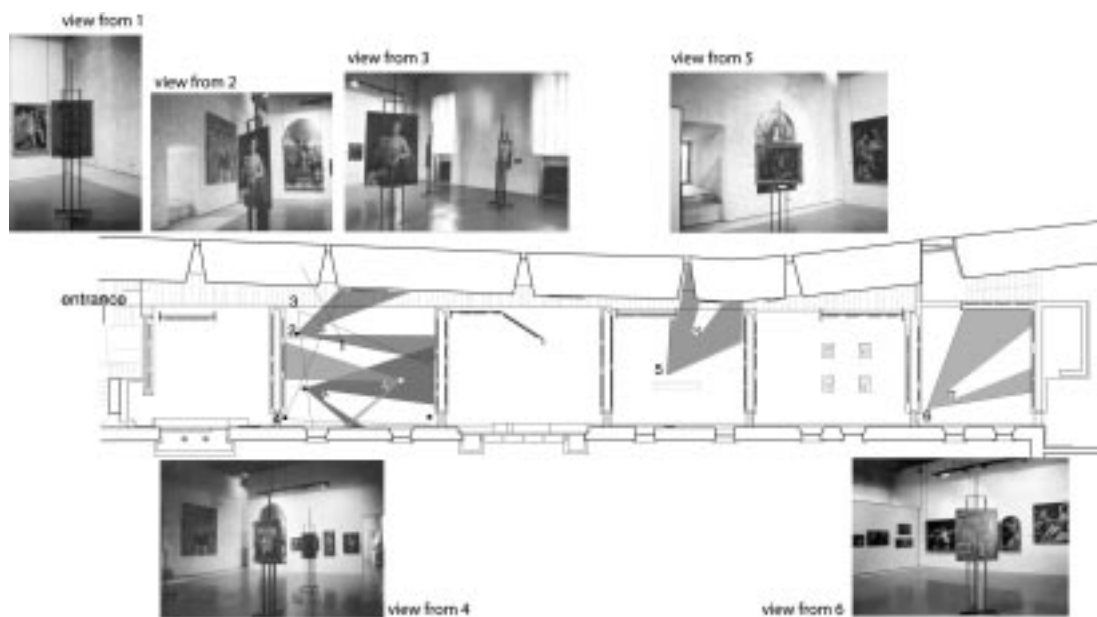 view from 1
view from 2
view from 3
view from 5
entrance
3
2
1
5
4
6
view from 4
view from 6